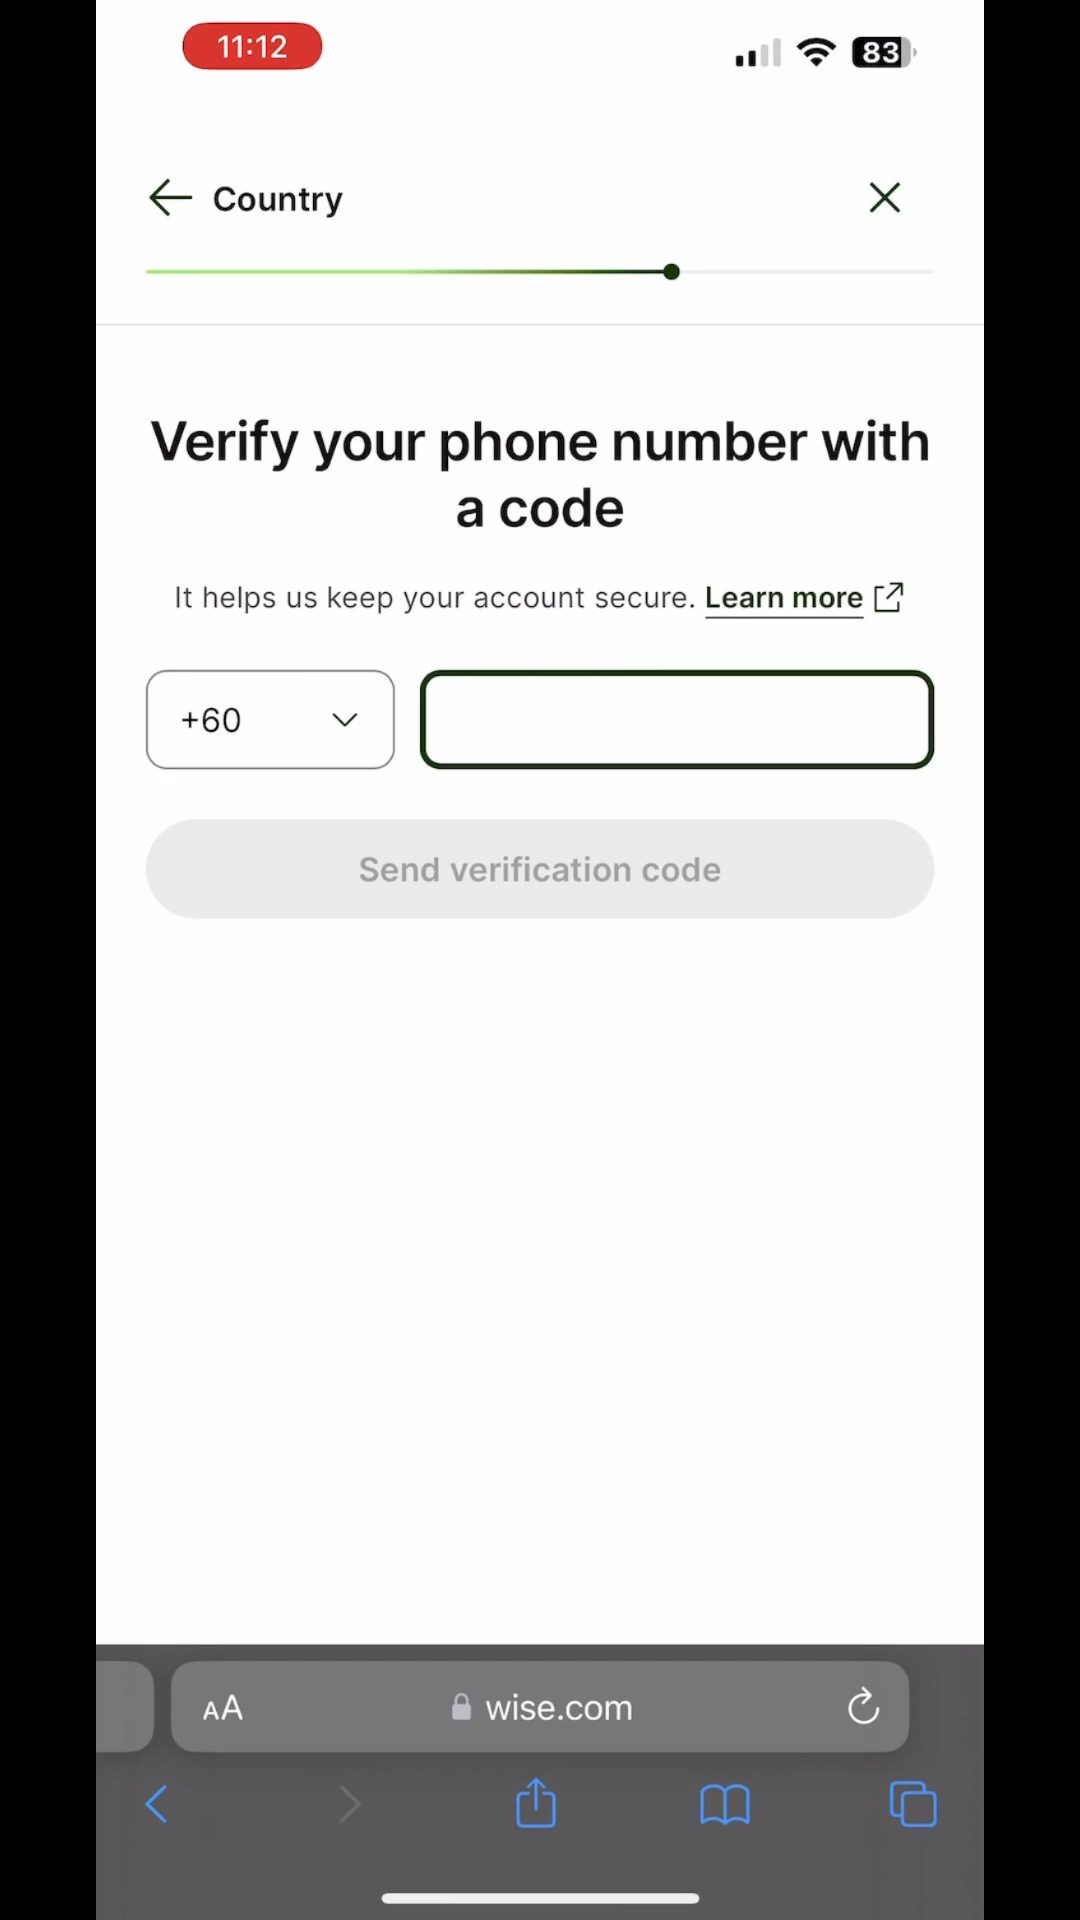 11:12
83
Country
Verify your phone number with
a code
It helps us keep your account secure. Learn more
+60
Send verification code
AA wise.com